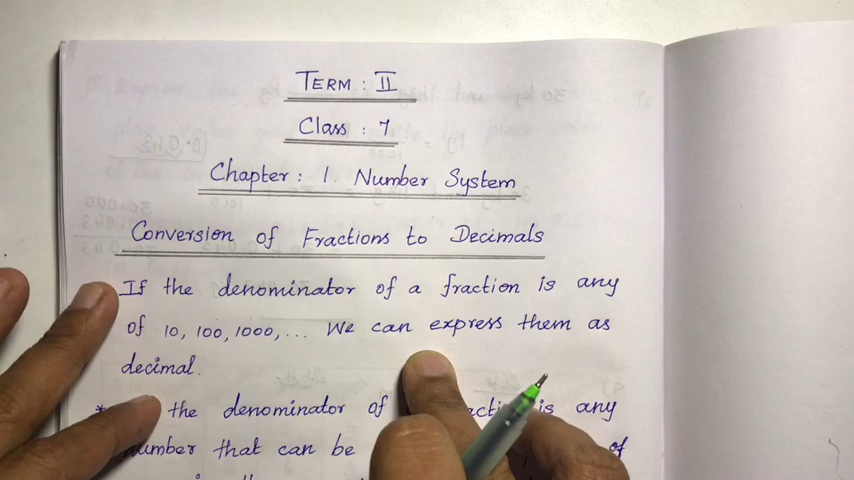 TERM : II
Class : 7
Chapter : 1. Number System
Conversion of Fractions to Decimals
If the denominator of a fraction is any
of 10, 100, 1000, ... We can express them as
decimal.
* the denominator of is any
number that can be of